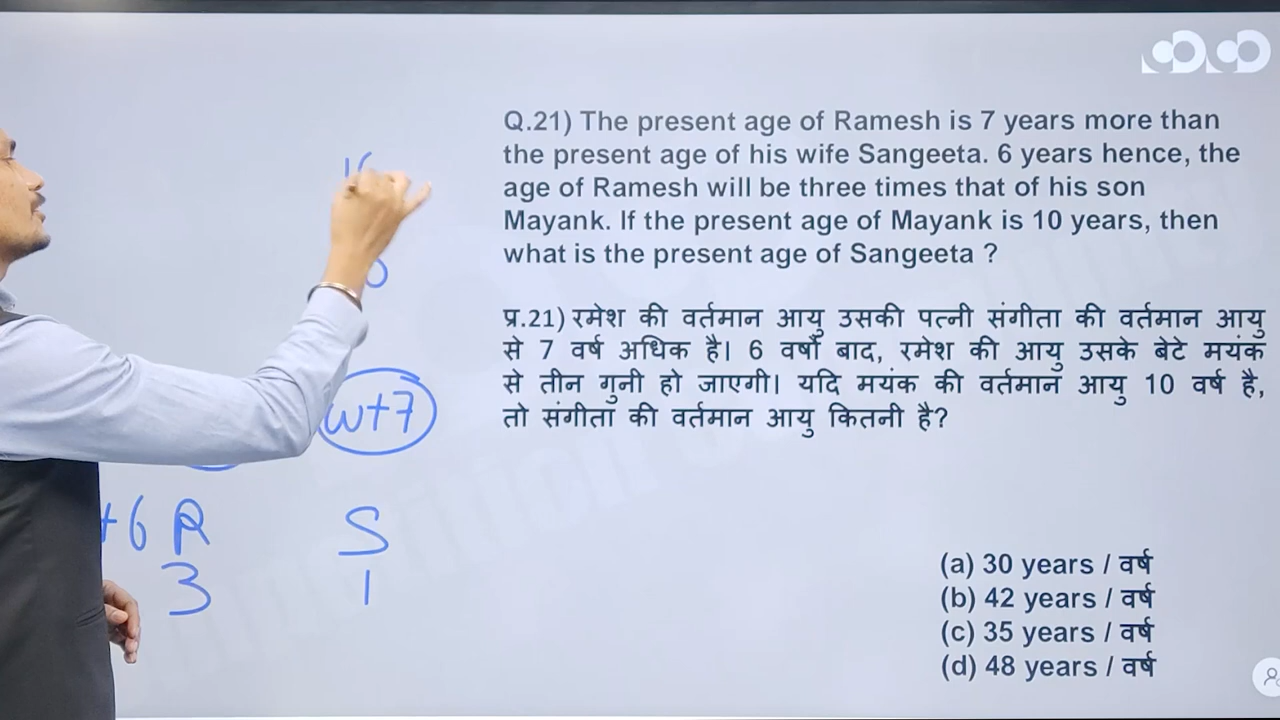 Q.21) The present age of Ramesh is 7 years more than
the present age of his wife Sangeeta. 6 years hence, the
age of Ramesh will be three times that of his son
Mayank. If the present age of Mayank is 10 years, then
what is the present age of Sangeeta ?
प्र.21) रमेश की वर्तमान आयु उसकी पत्नी संगीता की वर्तमान आयु
से 7 वर्ष अधिक है। 6 वर्षों बाद, रमेश की आयु उसके बेटे मयंक
से तीन गुनी हो जाएगी। यदि मयंक की वर्तमान आयु 10 वर्ष है,
तो संगीता की वर्तमान आयु कितनी है?
(a) 30 years / वर्ष
(b) 42 years / वर्ष
(c) 35 years / वर्ष
(d) 48 years / वर्ष
16
w+7
+6 R S
3 1